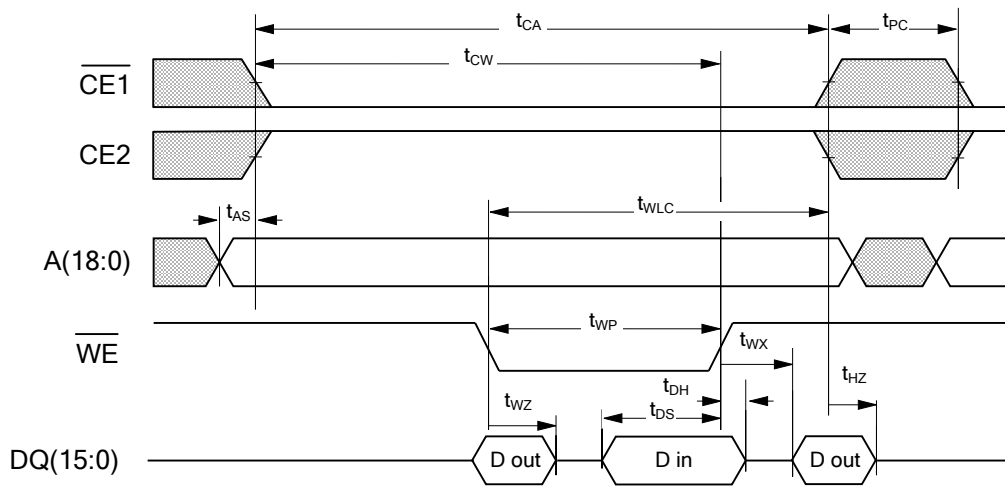 tCA
tPC
CE1
tCW
CE2
tAS
tWLC
A(18:0)
tWP
WE
tWX
tDH
tHZ
tWZ
tDS
DQ(15:0)
D out
D in
D out